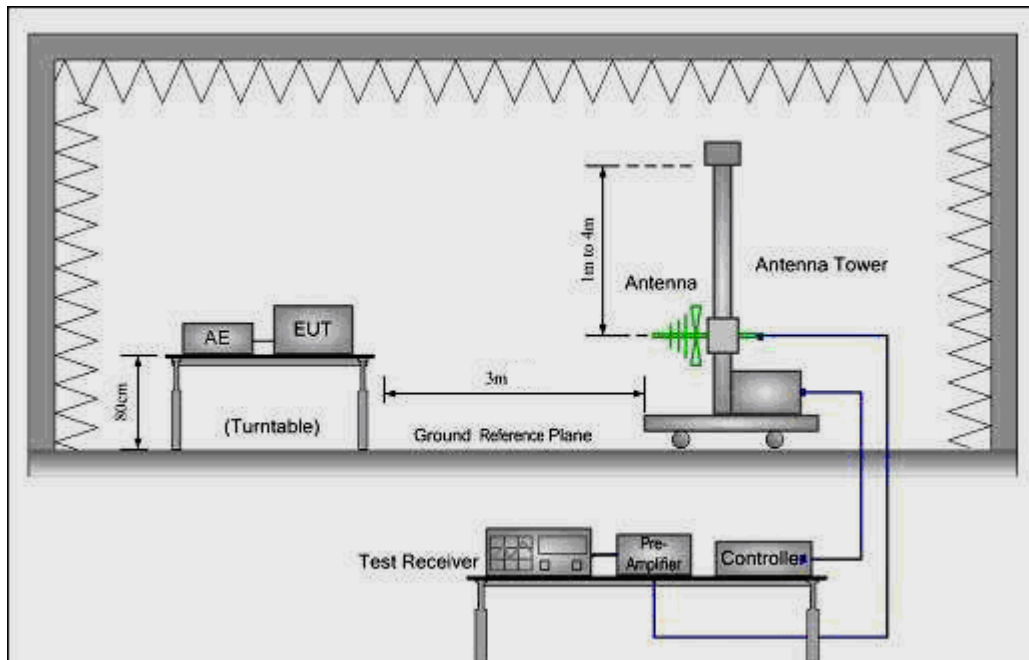 1m to 4m
Antenna
Antenna Tower
AE
EUT
80cm
3m
(Turntable)
Ground Reference Plane
Test Receiver
Pre-
Amplifier
Controller